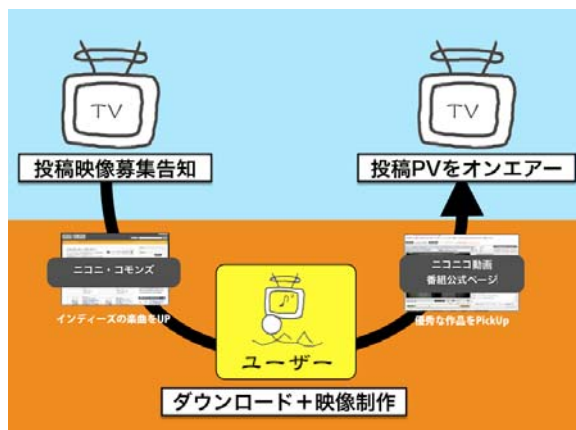 TV
TV
投稿映像募集告知
投稿PVをオンエアー
ニコニ・コモンズ
ニコニコ動画
番組公式ページ
インディーズの楽曲をUP
優秀な作品をPickUp
ユーザー
ダウンロード＋映像制作